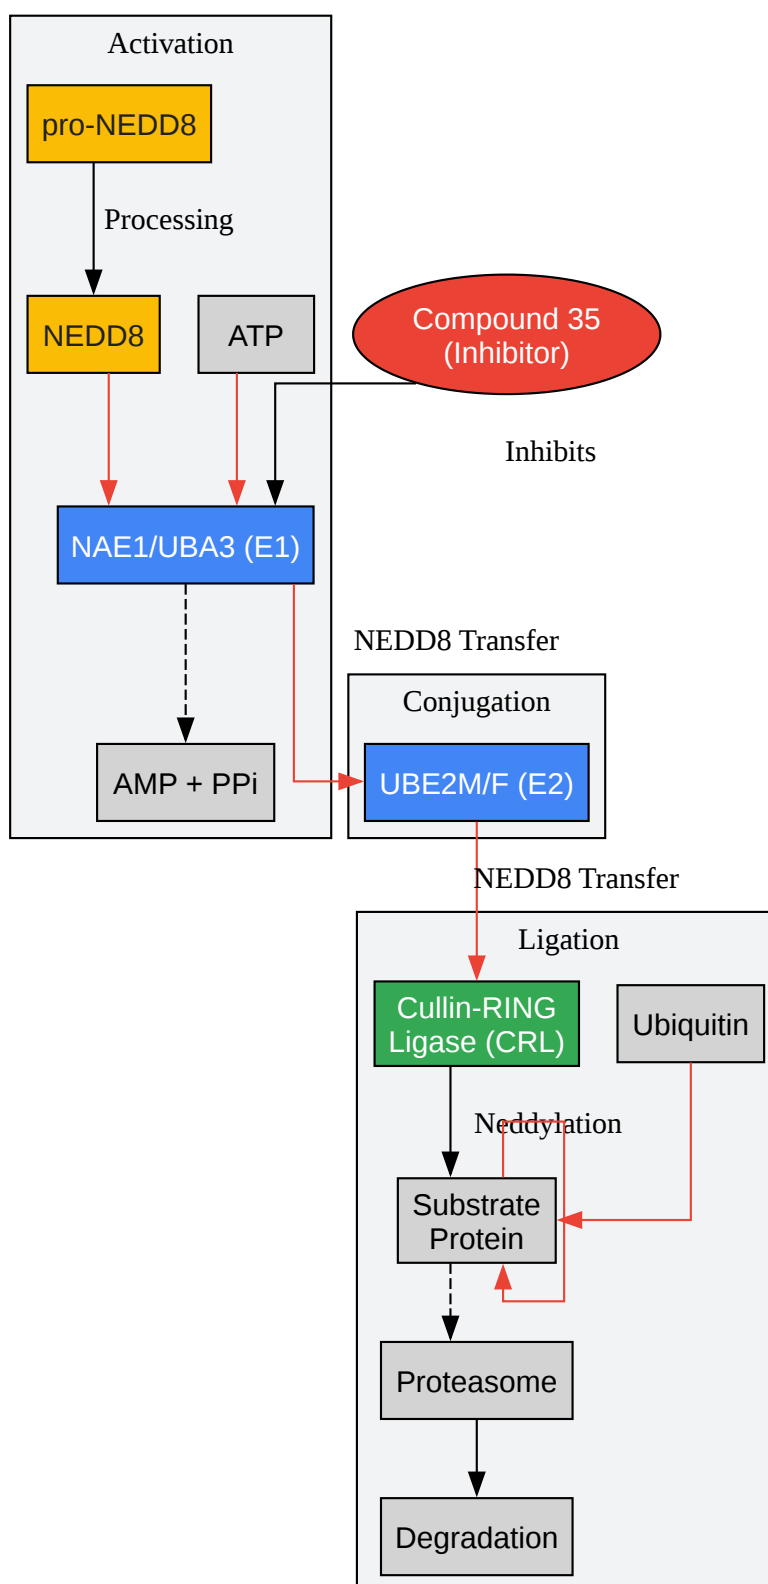 Activation
pro-NEDD8
Processing
NEDD8
ATP
Compound 35
(Inhibitor)
Inhibits
NAE1/UBA3 (E1)
NEDD8 Transfer
Conjugation
AMP + PPi
UBE2M/F (E2)
NEDD8 Transfer
Ligation
Cullin-RING
Ligase (CRL)
Ubiquitin
Neddylation
Substrate
Protein
Proteasome
Degradation